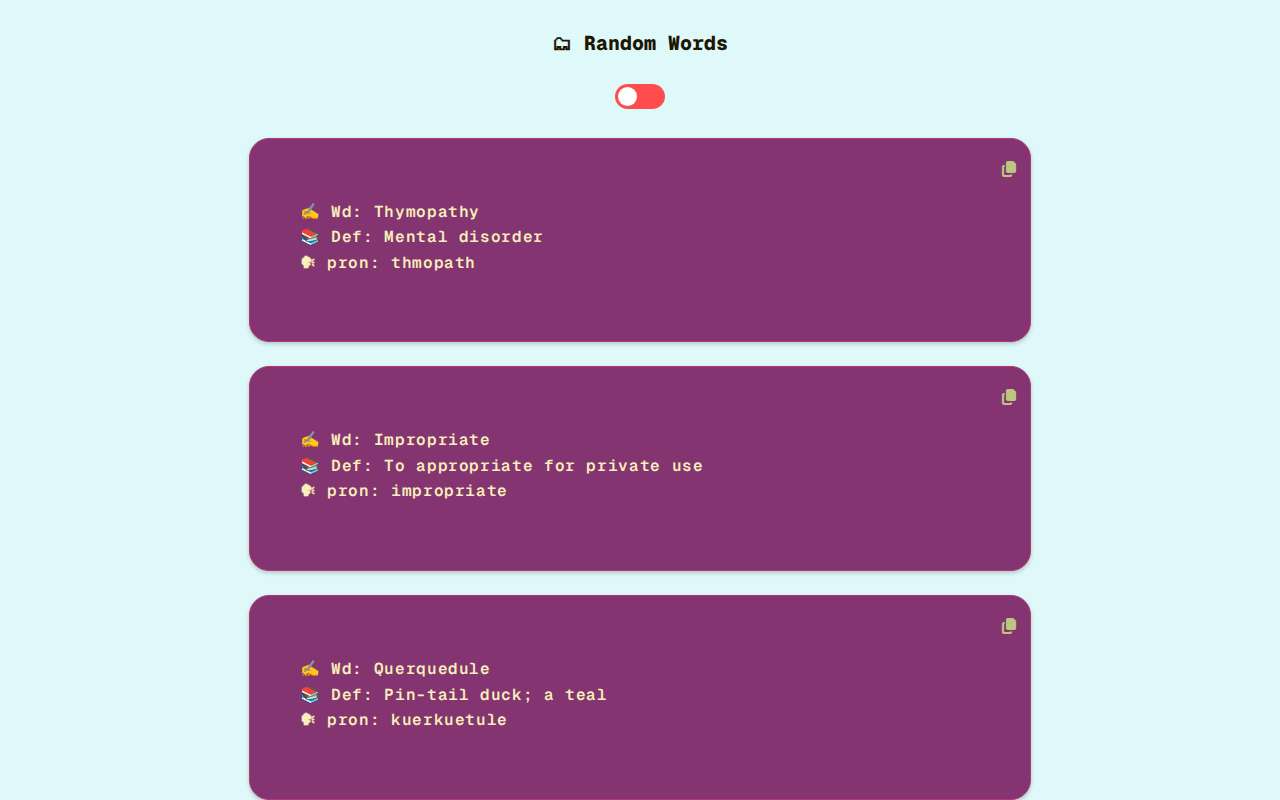 🗂 Random Words
✍ Wd: Thymopathy
📚 Def: Mental disorder
🗣 pron: thmopath
✍ Wd: Impropriate
📚 Def: To appropriate for private use
🗣 pron: impropriate
✍ Wd: Querquedule
📚 Def: Pin-tail duck; a teal
🗣 pron: kuerkuetule